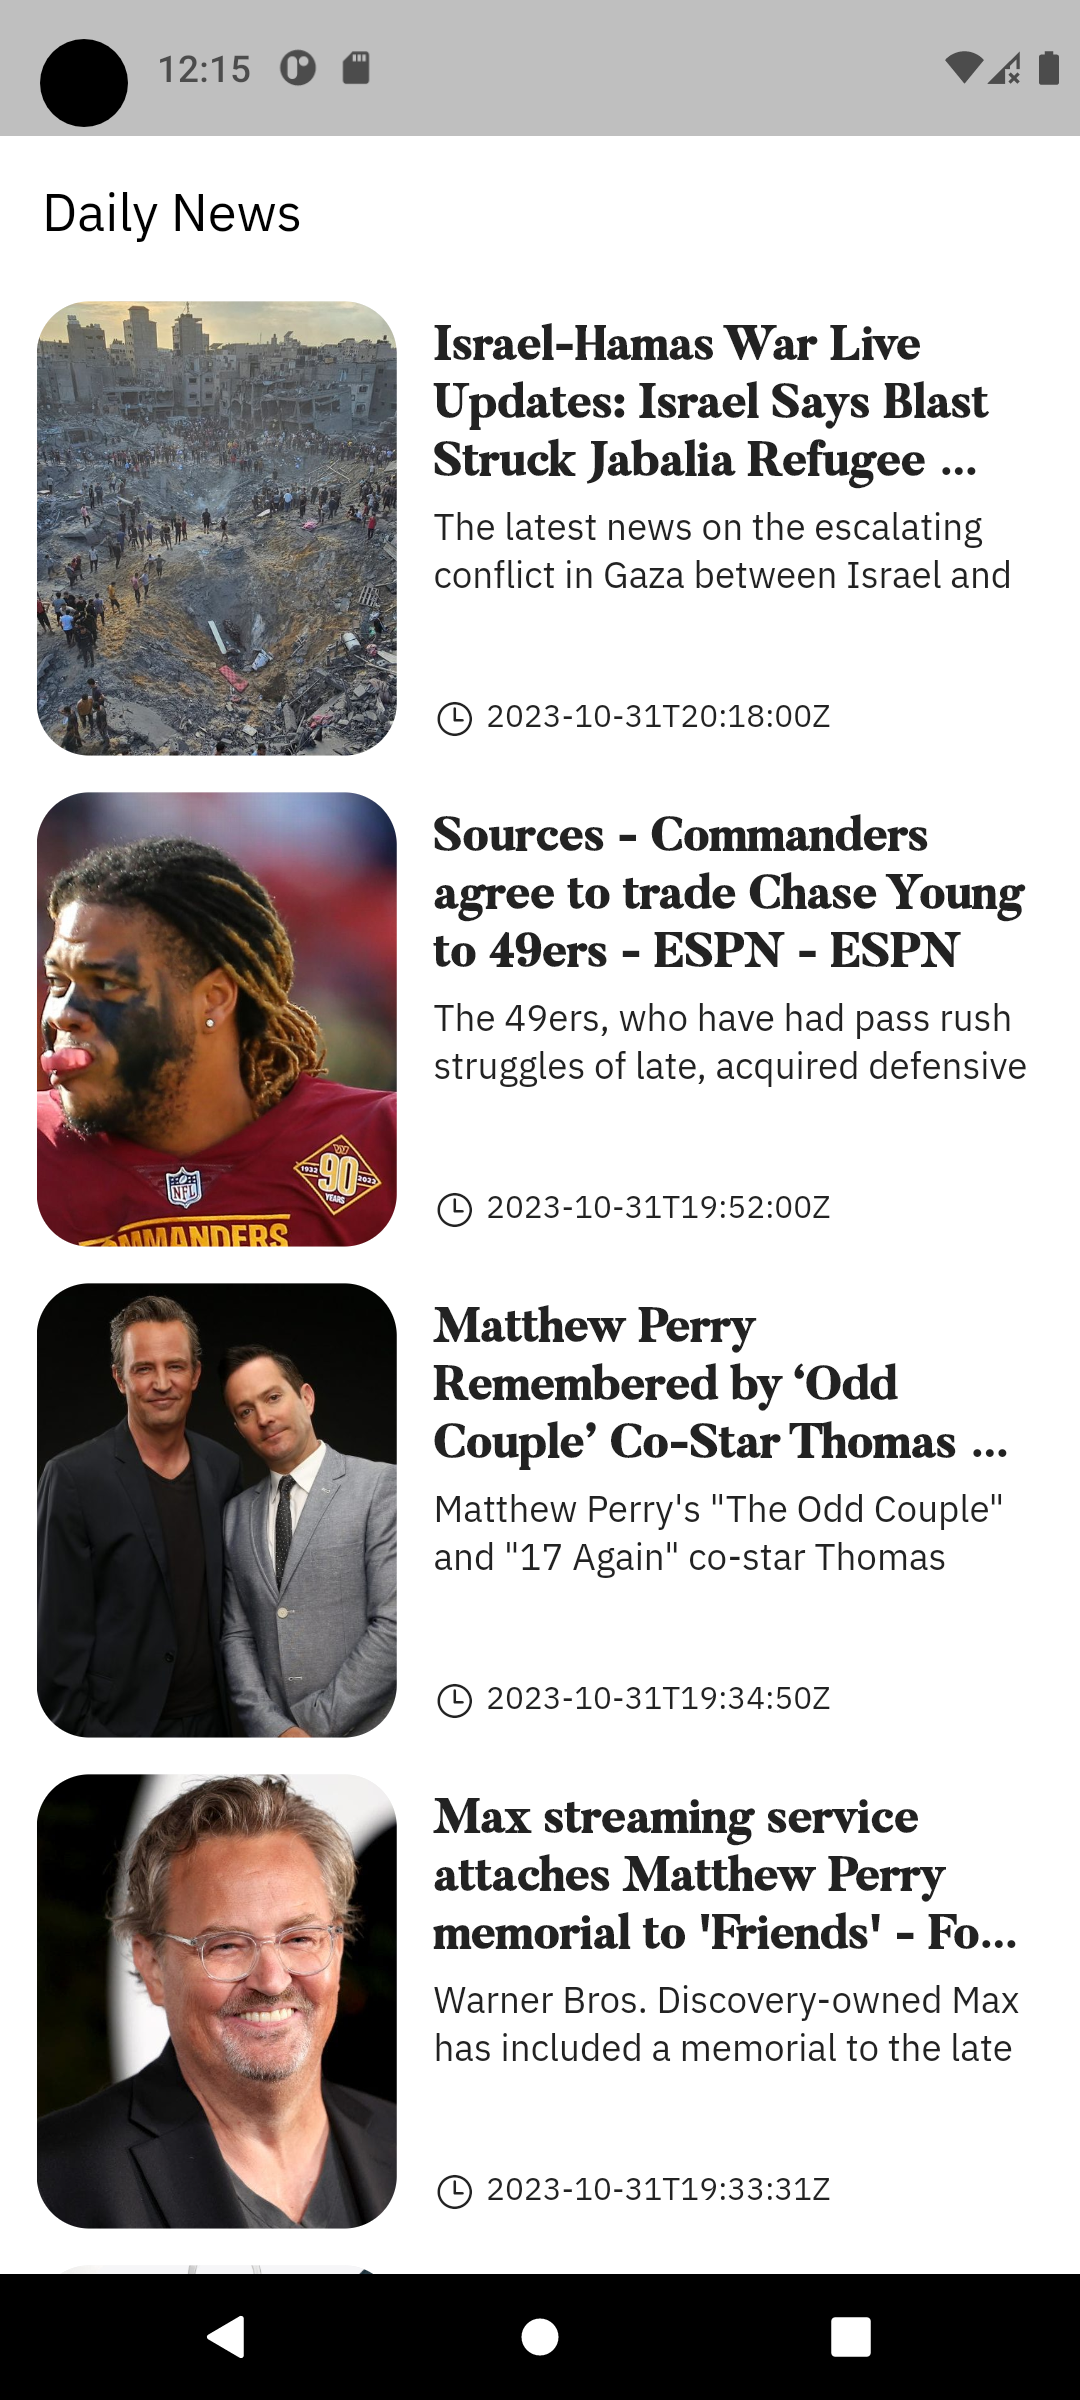 12:15
Daily News
Israel-Hamas War Live
Updates: Israel Says Blast
Struck Jabalia Refugee ...
The latest news on the escalating
conflict in Gaza between Israel and
2023-10-31T20:18:00Z
Sources - Commanders
agree to trade Chase Young
to 49ers - ESPN - ESPN
The 49ers, who have had pass rush
struggles of late, acquired defensive
2023-10-31T19:52:00Z
W
1932 90 2022
YEARS
NFL
OMMANDERS
Matthew Perry
Remembered by ‘Odd
Couple’ Co-Star Thomas ...
Matthew Perry's "The Odd Couple"
and "17 Again" co-star Thomas
2023-10-31T19:34:50Z
Max streaming service
attaches Matthew Perry
memorial to 'Friends' - Fo...
Warner Bros. Discovery-owned Max
has included a memorial to the late
2023-10-31T19:33:31Z